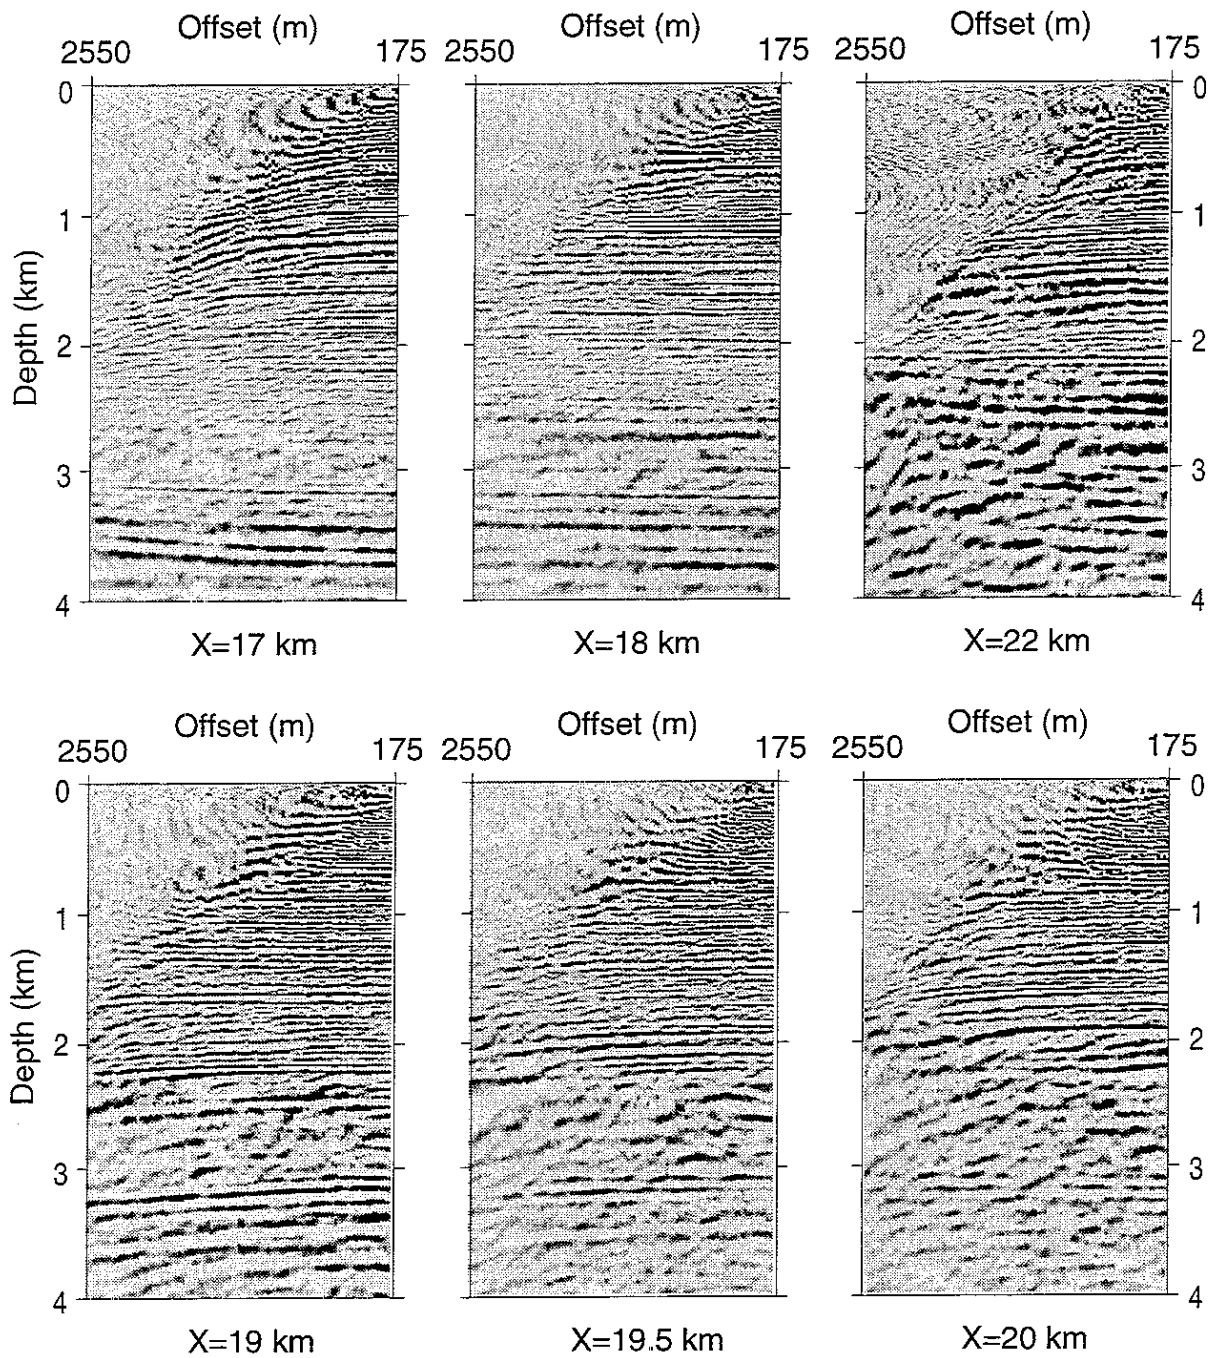 Offset (m) Offset (m) Offset (m)
2550 175 2550 175 2550 175
0 0
1 1
2 2
3 3
4 4
Depth (km)
X=17 km X=18 km X=22 km
Offset (m) Offset (m) Offset (m)
2550 175 2550 175 2550 175
0 0
1 1
2 2
3 3
4 4
Depth (km)
X=19 km X=19.5 km X=20 km